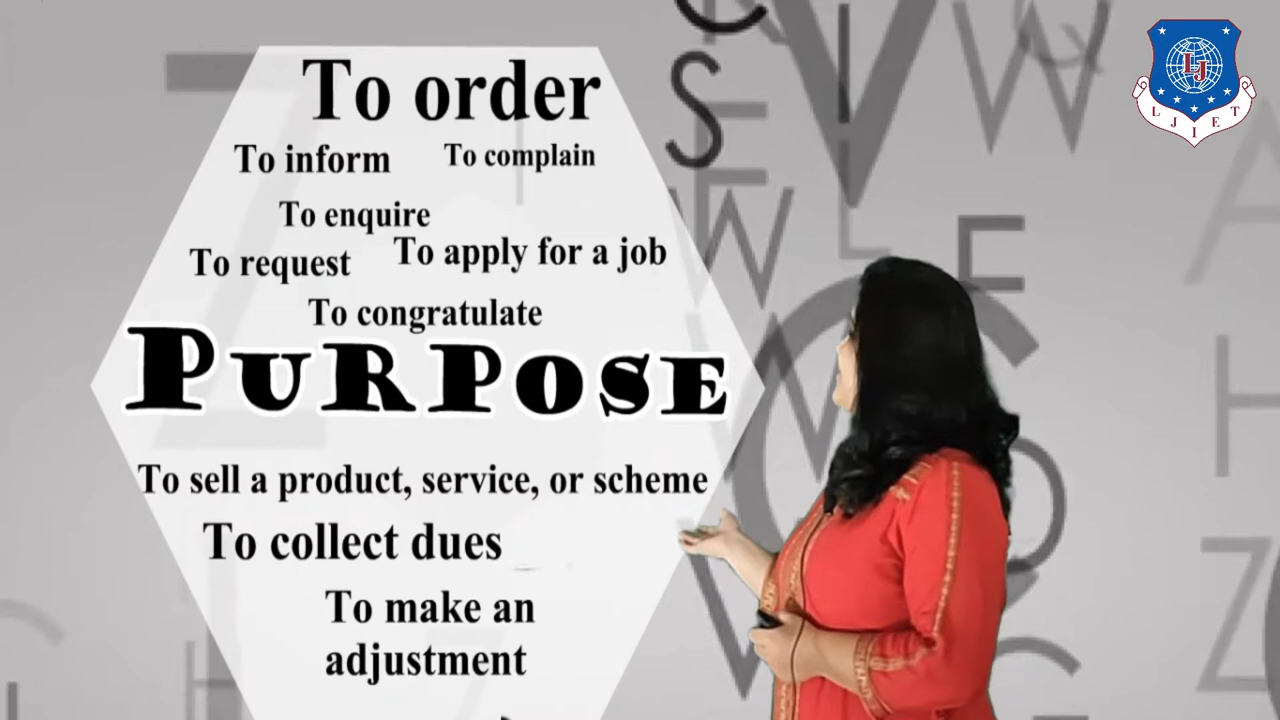 To order
To inform
To complain
To enquire
To request
To apply for a job
To congratulate
PURPOSE
To sell a product, service, or scheme
To collect dues
To make an
adjustment
LJ
LJIET